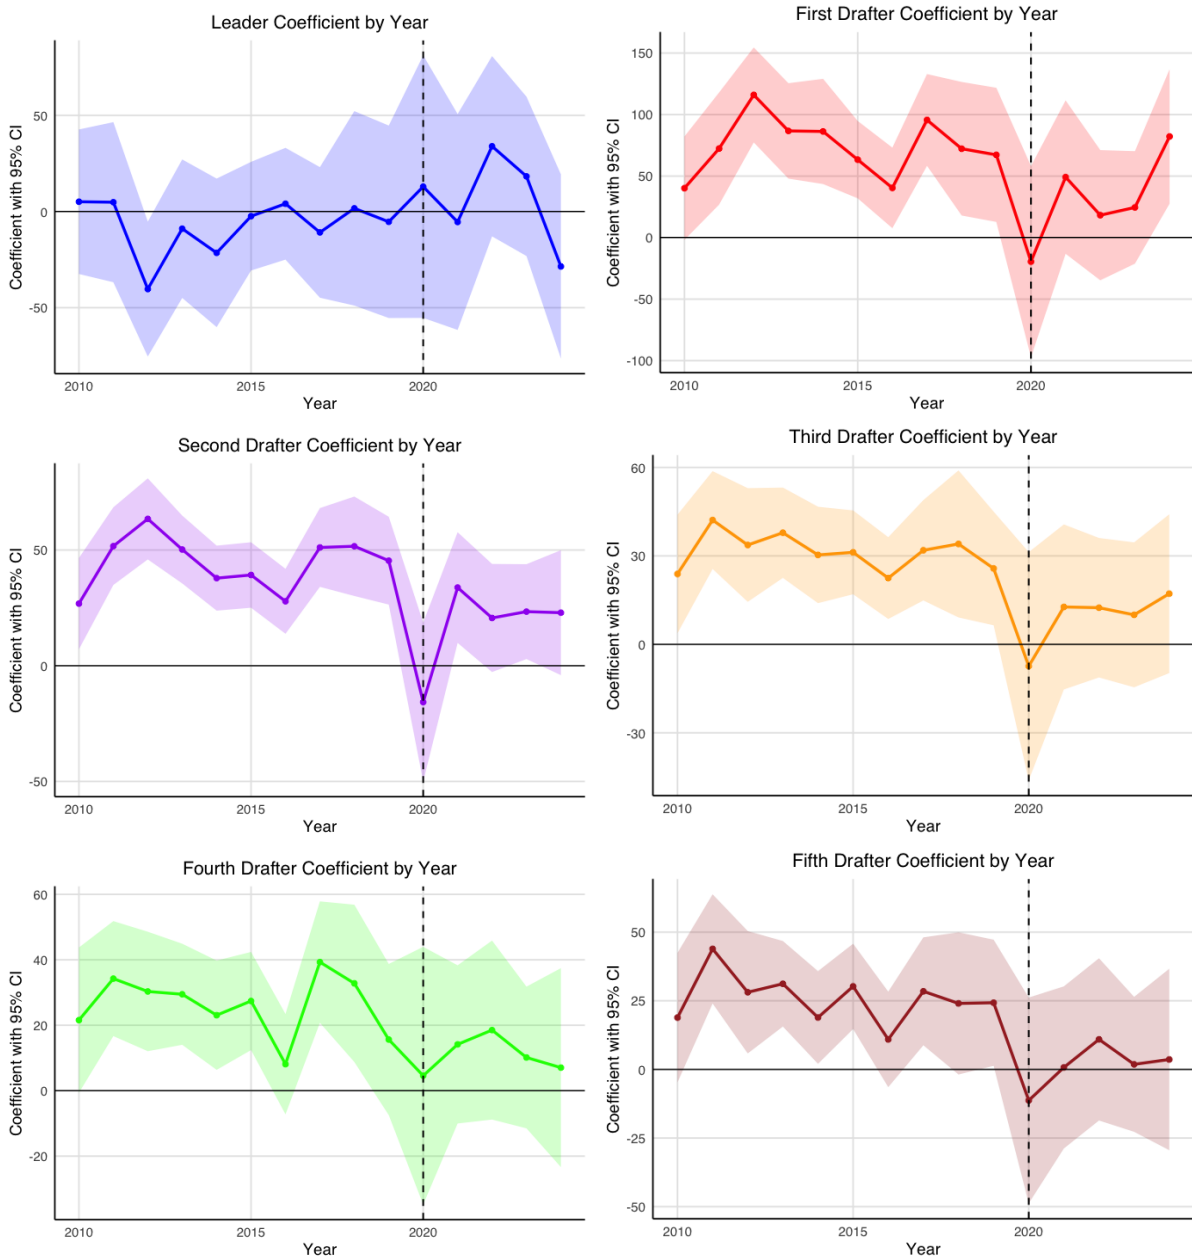 Leader Coefficient by Year
Coefficient with 95% CI
50
0
-50
2010
2015
2020
Year
First Drafter Coefficient by Year
Coefficient with 95% CI
150
100
50
0
-50
-100
2010
2015
2020
Year
Second Drafter Coefficient by Year
Coefficient with 95% CI
50
0
-50
2010
2015
2020
Year
Third Drafter Coefficient by Year
Coefficient with 95% CI
60
30
0
-30
2010
2015
2020
Year
Fourth Drafter Coefficient by Year
Coefficient with 95% CI
60
40
20
0
-20
2010
2015
2020
Year
Fifth Drafter Coefficient by Year
Coefficient with 95% CI
50
25
0
-25
-50
2010
2015
2020
Year